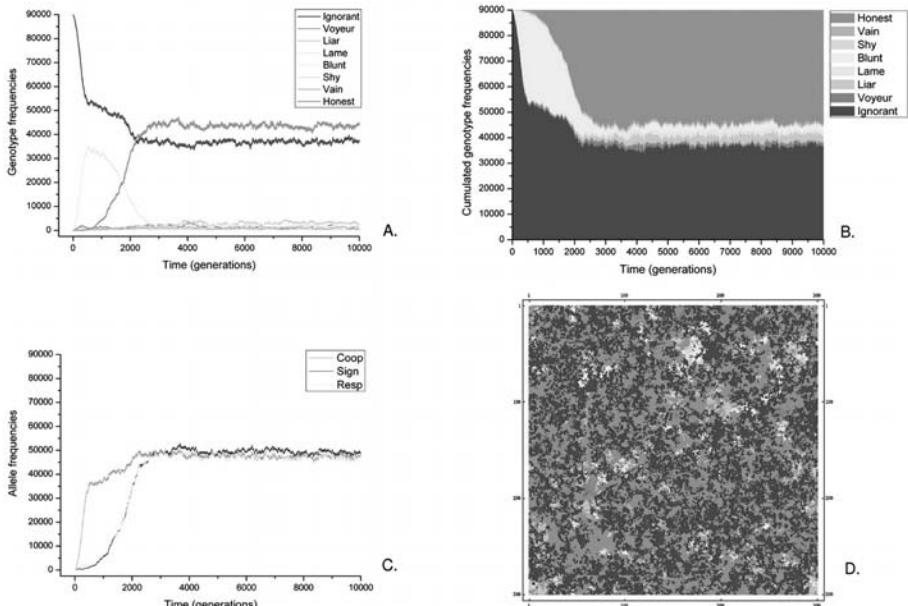 90000
80000
70000
60000
50000
40000
30000
20000
10000
0
Genotype frequencies
0 2000 4000 6000 8000 10000
Time (generations)
Ignorant
Voyeur
Liar
Lame
Blunt
Shy
Vain
Honest
A.
90000
80000
70000
60000
50000
40000
30000
20000
10000
0
Cumulated genotype frequencies
0 1000 2000 3000 4000 5000 6000 7000 8000 9000 10000
Time (generations)
Honest
Vain
Shy
Blunt
Lame
Liar
Voyeur
Ignorant
B.
90000
80000
70000
60000
50000
40000
30000
20000
10000
0
Allele frequencies
0 2000 4000 6000 8000 10000
Time (generations)
Coop
Sign
Resp
C.
D.